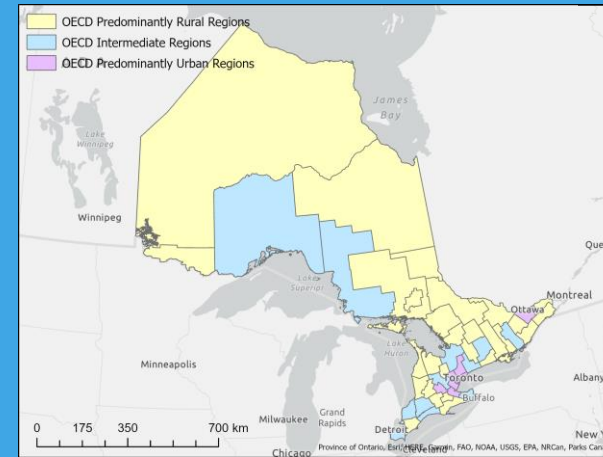 OECD Predominantly Rural Regions
OECD Intermediate Regions
OECD Predominantly Urban Regions
James
Bay
Lake
Winnipeg
Winnipeg
Lake
Superior
Ottawa
Montreal
Lake
Huron
Toronto
Minneapolis
Buffalo
Albany
Milwaukee
Grand
Rapids
Detroit
New Y
Chicago
Cleveland
0 175 350 700 km
Province of Ontario, Esri, HERE, Garmin, FAO, NOAA, USGS, EPA, NRCan, Parks Can